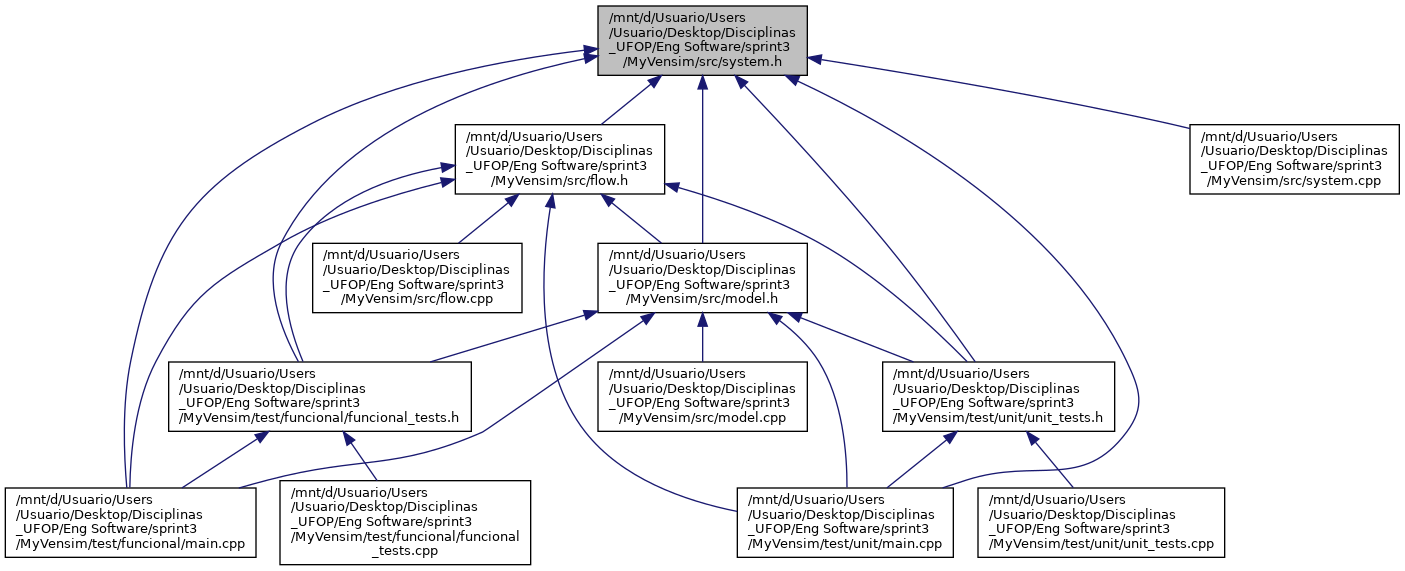 /mnt/d/Usuario/Users
/Usuario/Desktop/Disciplinas
_UFOP/Eng Software/sprint3
/MyVensim/src/system.h
/mnt/d/Usuario/Users
/Usuario/Desktop/Disciplinas
_UFOP/Eng Software/sprint3
/MyVensim/src/flow.h
/mnt/d/Usuario/Users
/Usuario/Desktop/Disciplinas
_UFOP/Eng Software/sprint3
/MyVensim/src/system.cpp
/mnt/d/Usuario/Users
/Usuario/Desktop/Disciplinas
_UFOP/Eng Software/sprint3
/MyVensim/src/flow.cpp
/mnt/d/Usuario/Users
/Usuario/Desktop/Disciplinas
_UFOP/Eng Software/sprint3
/MyVensim/src/model.h
/mnt/d/Usuario/Users
/Usuario/Desktop/Disciplinas
_UFOP/Eng Software/sprint3
/MyVensim/test/funcional/funcional_tests.h
/mnt/d/Usuario/Users
/Usuario/Desktop/Disciplinas
_UFOP/Eng Software/sprint3
/MyVensim/src/model.cpp
/mnt/d/Usuario/Users
/Usuario/Desktop/Disciplinas
_UFOP/Eng Software/sprint3
/MyVensim/test/unit/unit_tests.h
/mnt/d/Usuario/Users
/Usuario/Desktop/Disciplinas
_UFOP/Eng Software/sprint3
/MyVensim/test/funcional/main.cpp
/mnt/d/Usuario/Users
/Usuario/Desktop/Disciplinas
_UFOP/Eng Software/sprint3
/MyVensim/test/funcional/funcional
_tests.cpp
/mnt/d/Usuario/Users
/Usuario/Desktop/Disciplinas
_UFOP/Eng Software/sprint3
/MyVensim/test/unit/main.cpp
/mnt/d/Usuario/Users
/Usuario/Desktop/Disciplinas
_UFOP/Eng Software/sprint3
/MyVensim/test/unit/unit_tests.cpp